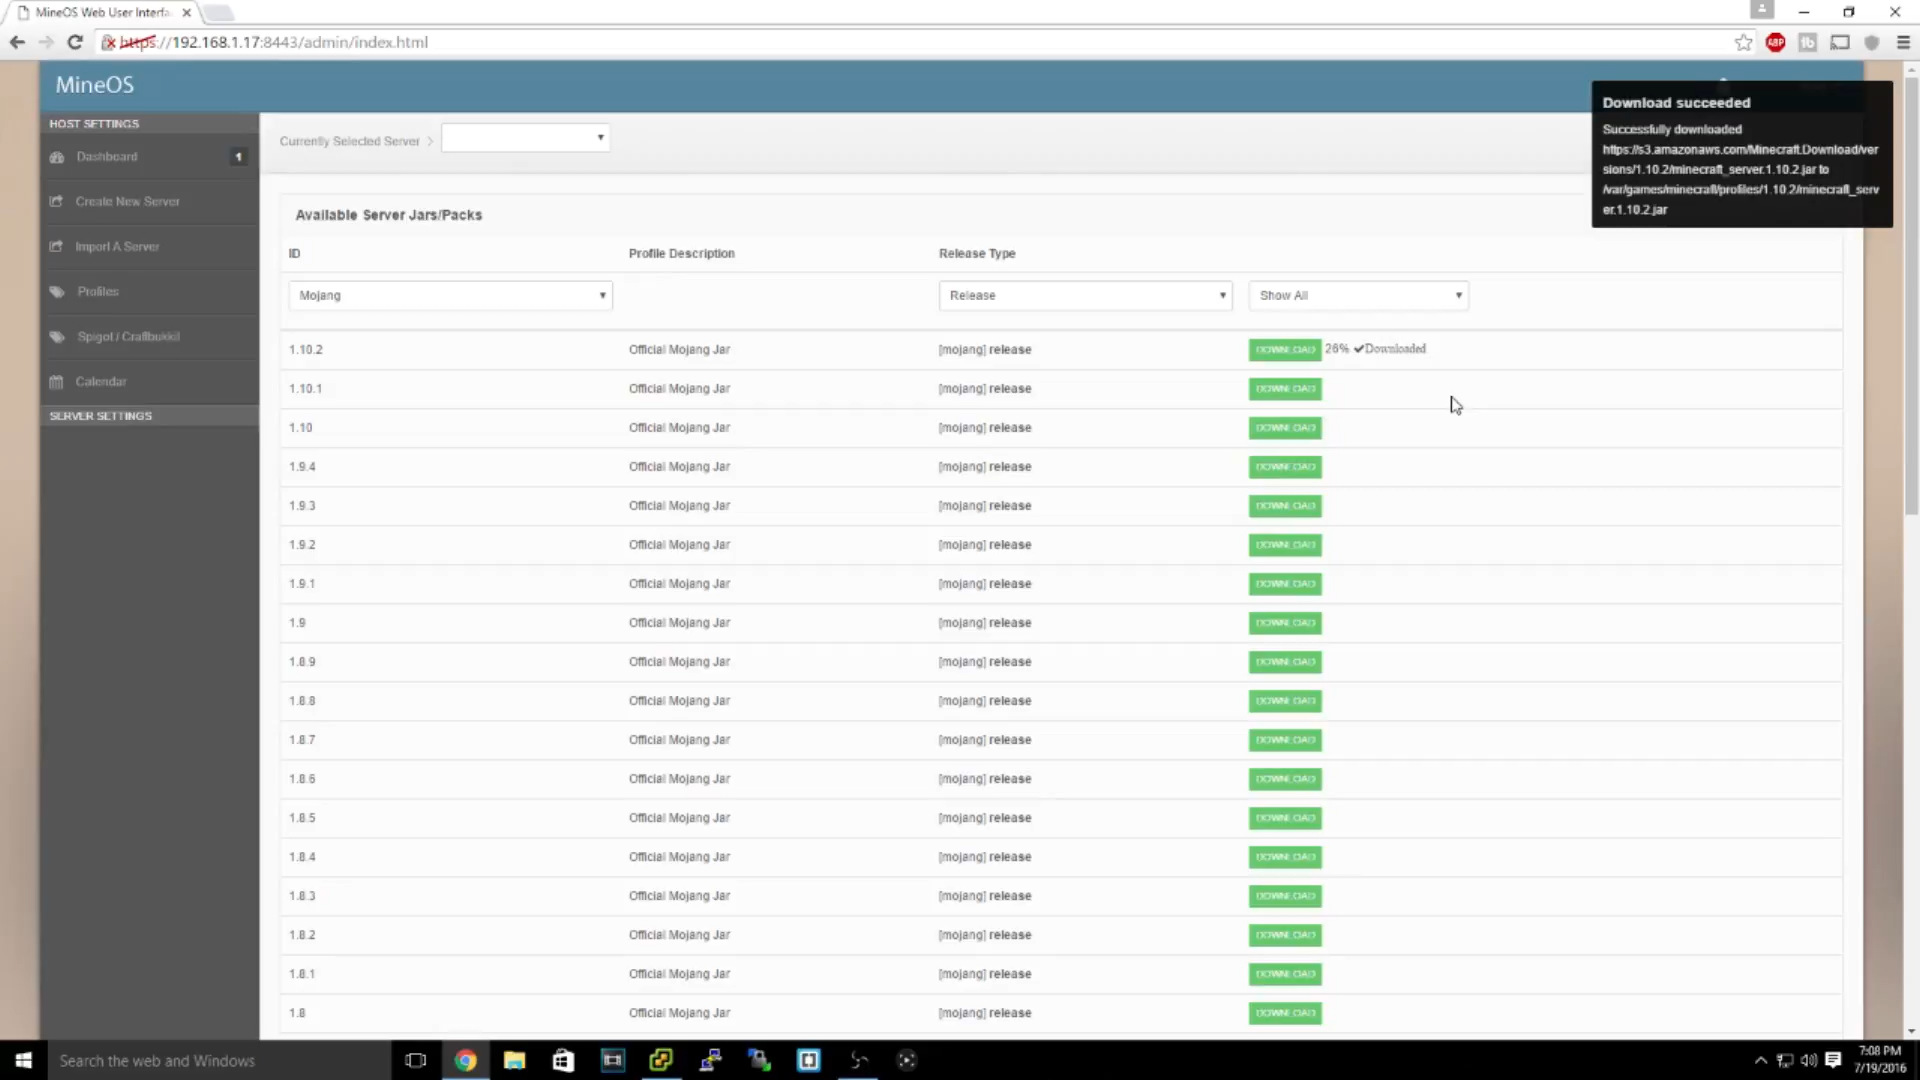 MineOS Web User Interfa
https://192.168.1.17:8443/admin/index.html
ABP
MineOS
HOST SETTINGS
Dashboard 1
Create New Server
Import A Server
Profiles
Spigot / Craftbukkit
Calendar
SERVER SETTINGS
Currently Selected Server
Download succeeded
Successfully downloaded
https://s3.amazonaws.com/Minecraft.Download/ver
sions/1.10.2/minecraft_server.1.10.2.jar to
/var/games/minecraft/profiles/1.10.2/minecraft_serv
er.1.10.2.jar
Available Server Jars/Packs
ID Profile Description Release Type
Mojang Release Show All
1.10.2 Official Mojang Jar [mojang] release DOWNLOAD 26% ✔Downloaded
1.10.1 Official Mojang Jar [mojang] release DOWNLOAD
1.10 Official Mojang Jar [mojang] release DOWNLOAD
1.9.4 Official Mojang Jar [mojang] release DOWNLOAD
1.9.3 Official Mojang Jar [mojang] release DOWNLOAD
1.9.2 Official Mojang Jar [mojang] release DOWNLOAD
1.9.1 Official Mojang Jar [mojang] release DOWNLOAD
1.9 Official Mojang Jar [mojang] release DOWNLOAD
1.8.9 Official Mojang Jar [mojang] release DOWNLOAD
1.8.8 Official Mojang Jar [mojang] release DOWNLOAD
1.8.7 Official Mojang Jar [mojang] release DOWNLOAD
1.8.6 Official Mojang Jar [mojang] release DOWNLOAD
1.8.5 Official Mojang Jar [mojang] release DOWNLOAD
1.8.4 Official Mojang Jar [mojang] release DOWNLOAD
1.8.3 Official Mojang Jar [mojang] release DOWNLOAD
1.8.2 Official Mojang Jar [mojang] release DOWNLOAD
1.8.1 Official Mojang Jar [mojang] release DOWNLOAD
1.8 Official Mojang Jar [mojang] release DOWNLOAD
Search the web and Windows
7:08 PM
7/19/2016